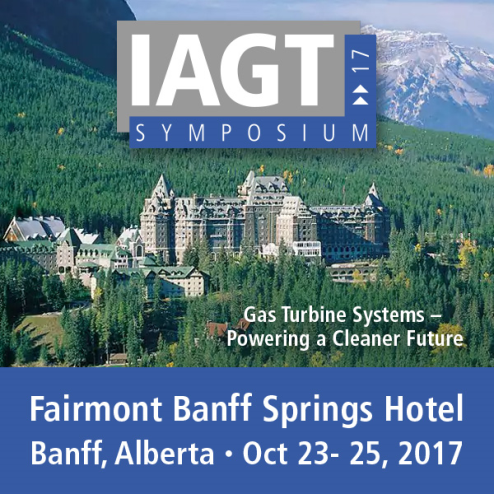 IAGT
17
SYMPOSIUM
Gas Turbine Systems –
Powering a Cleaner Future
Fairmont Banff Springs Hotel
Banff, Alberta • Oct 23- 25, 2017